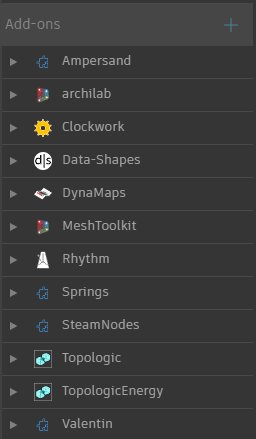 Add-ons
Ampersand
archilab
Clockwork
d|s Data-Shapes
DynaMaps
MeshToolkit
Rhythm
Springs
SteamNodes
Topologic
TopologicEnergy
Valentin